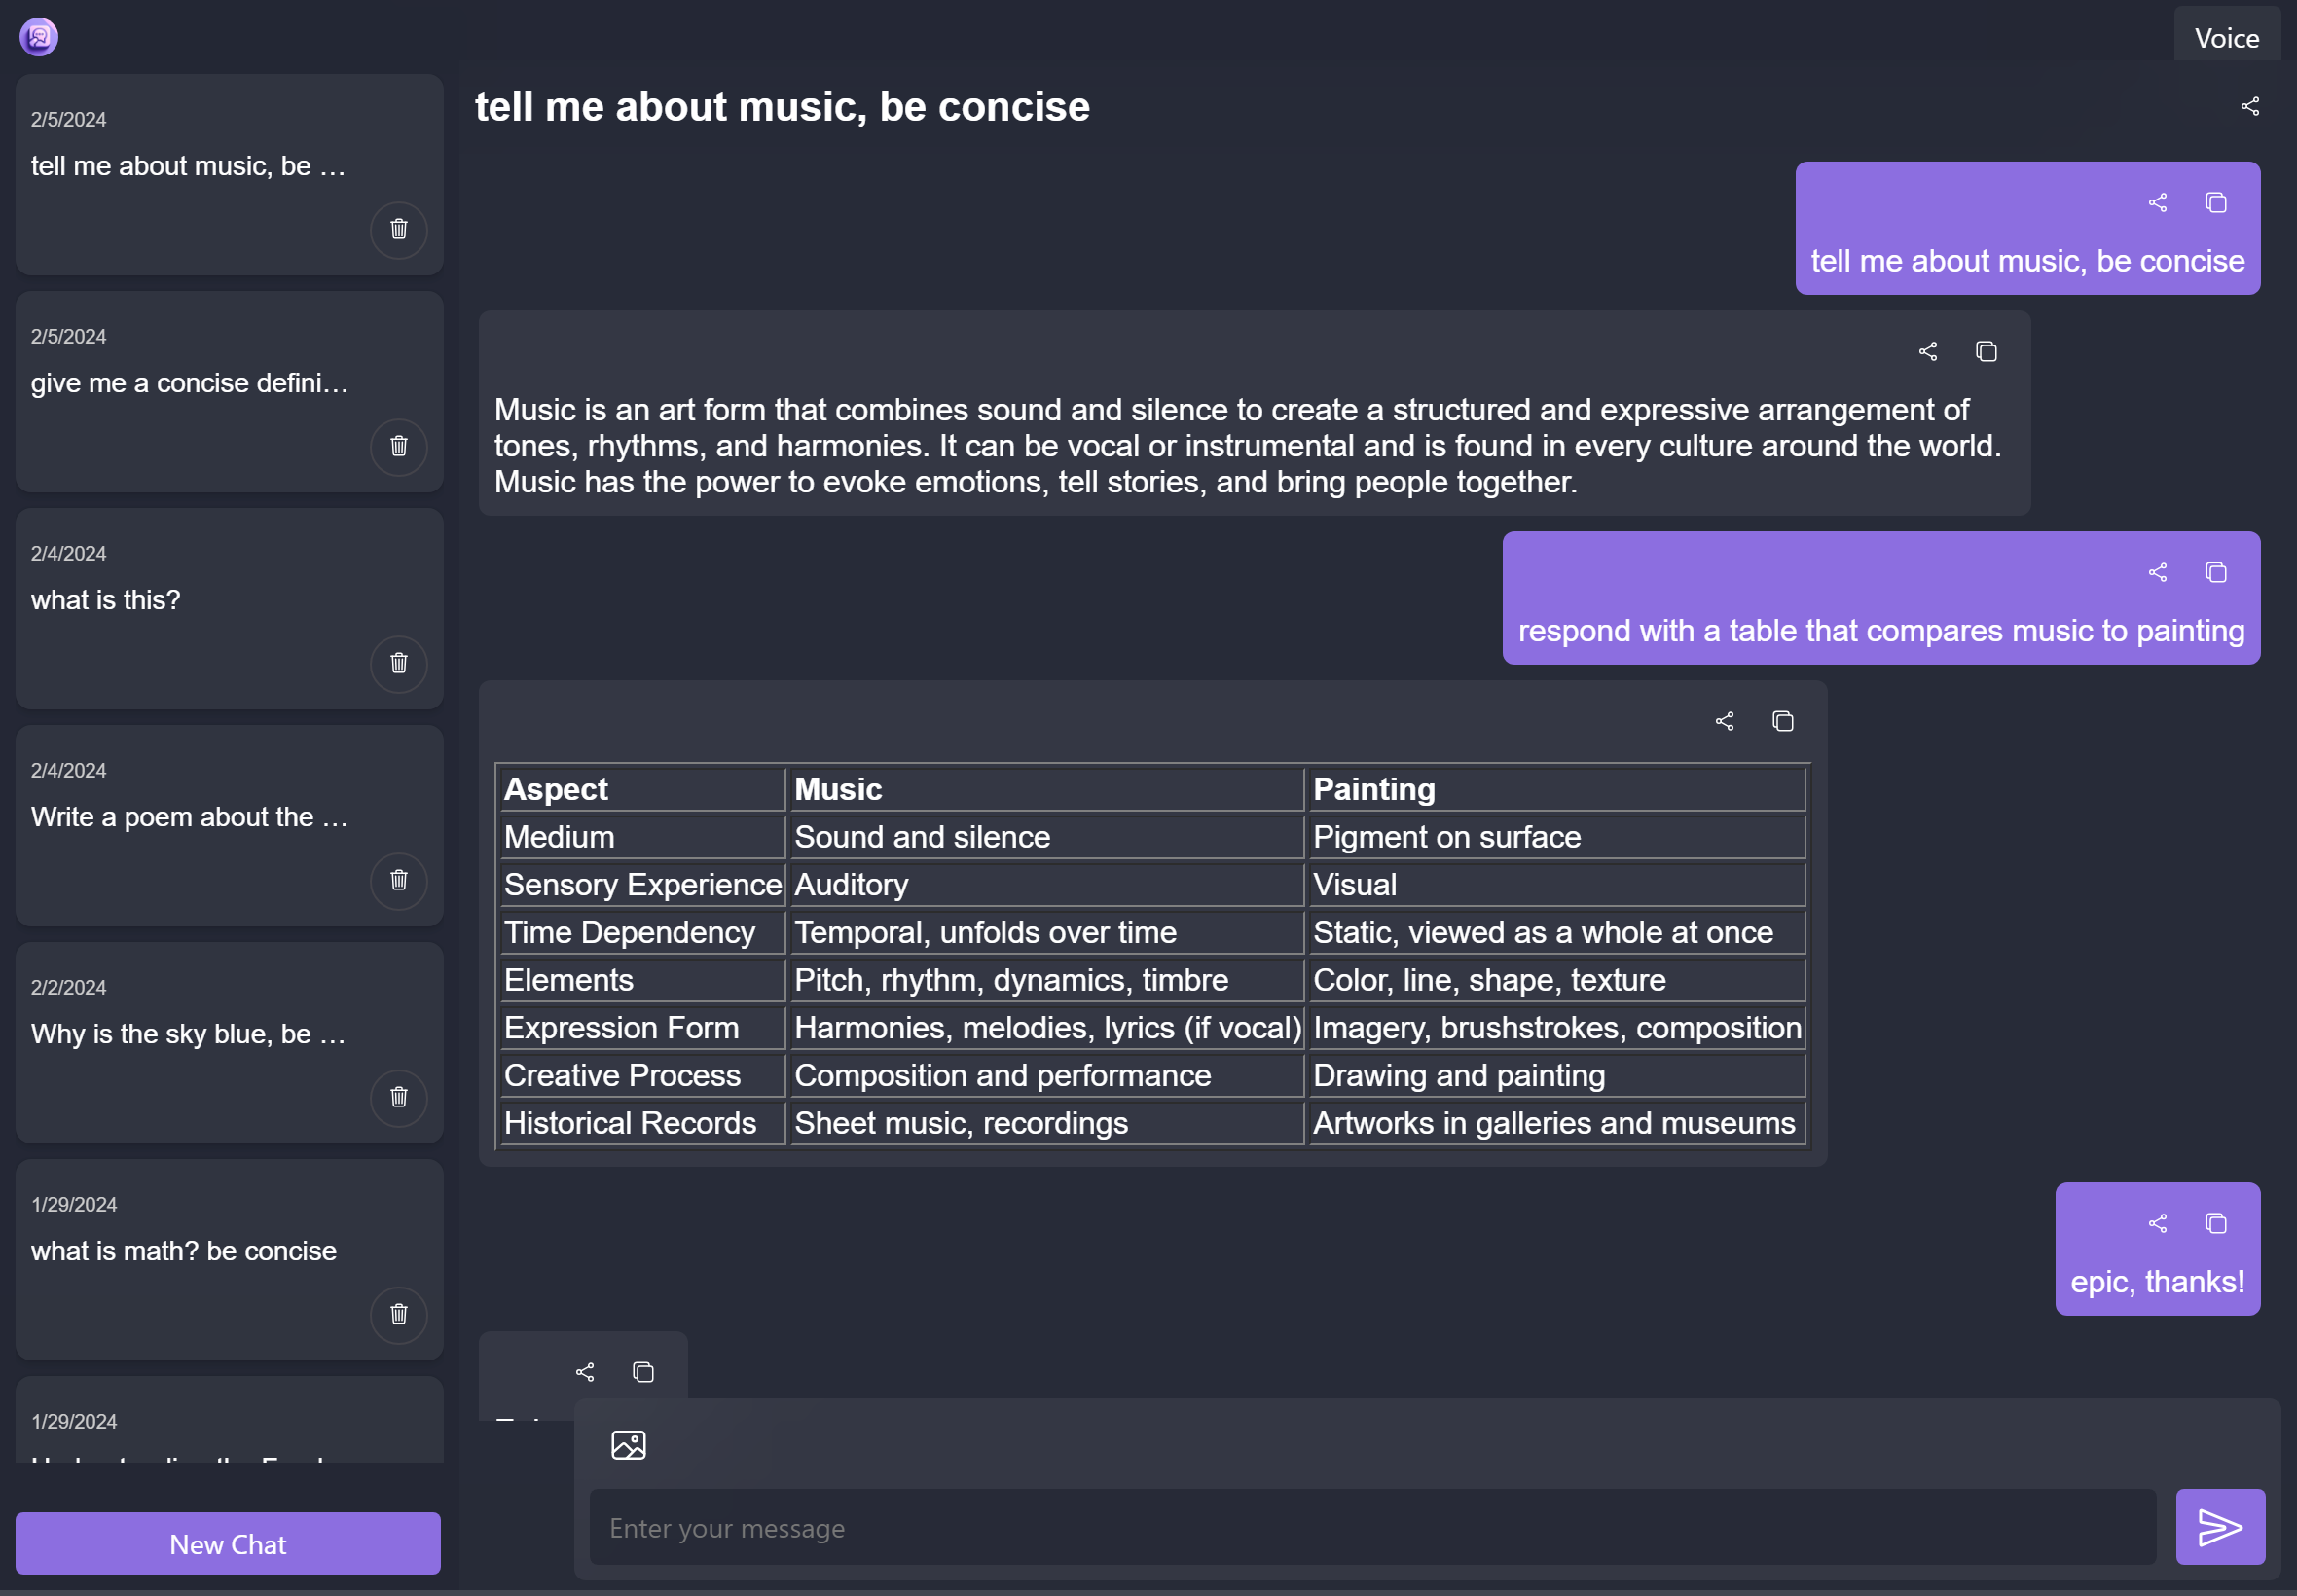 Voice
2/5/2024
tell me about music, be …
2/5/2024
give me a concise defini…
2/4/2024
what is this?
2/4/2024
Write a poem about the …
2/2/2024
Why is the sky blue, be …
1/29/2024
what is math? be concise
1/29/2024
New Chat
tell me about music, be concise
tell me about music, be concise
Music is an art form that combines sound and silence to create a structured and expressive arrangement of
tones, rhythms, and harmonies. It can be vocal or instrumental and is found in every culture around the world.
Music has the power to evoke emotions, tell stories, and bring people together.
respond with a table that compares music to painting
Aspect Music Painting
Medium Sound and silence Pigment on surface
Sensory Experience Auditory Visual
Time Dependency Temporal, unfolds over time Static, viewed as a whole at once
Elements Pitch, rhythm, dynamics, timbre Color, line, shape, texture
Expression Form Harmonies, melodies, lyrics (if vocal) Imagery, brushstrokes, composition
Creative Process Composition and performance Drawing and painting
Historical Records Sheet music, recordings Artworks in galleries and museums
epic, thanks!
Enter your message